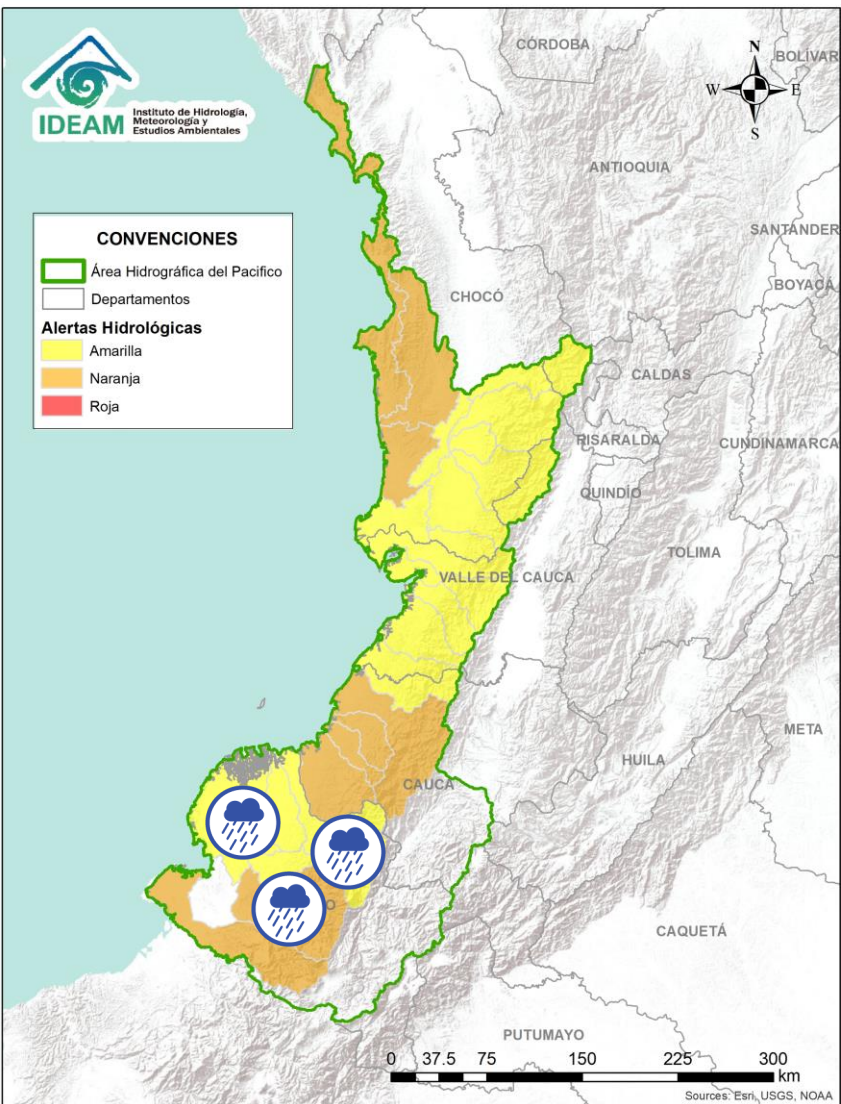 IDEAM
Instituto de Hidrología,
Meteorología y
Estudios Ambientales
N
W
E
S
CÓRDOBA
BOLÍVAR
ANTIOQUIA
SANTANDER
BOYACÁ
CONVENCIONES
Área Hidrográfica del Pacifico
Departamentos
Alertas Hidrológicas
Amarilla
Naranja
Roja
CHOCÓ
CALDAS
RISARALDA
CUNDINAMARCA
QUINDÍO
TOLIMA
VALLE DEL CAUCA
META
HUILA
CAUCA
O
CAQUETÁ
PUTUMAYO
0 37.5 75 150 225 300
km
Sources: Esri, USGS, NOAA